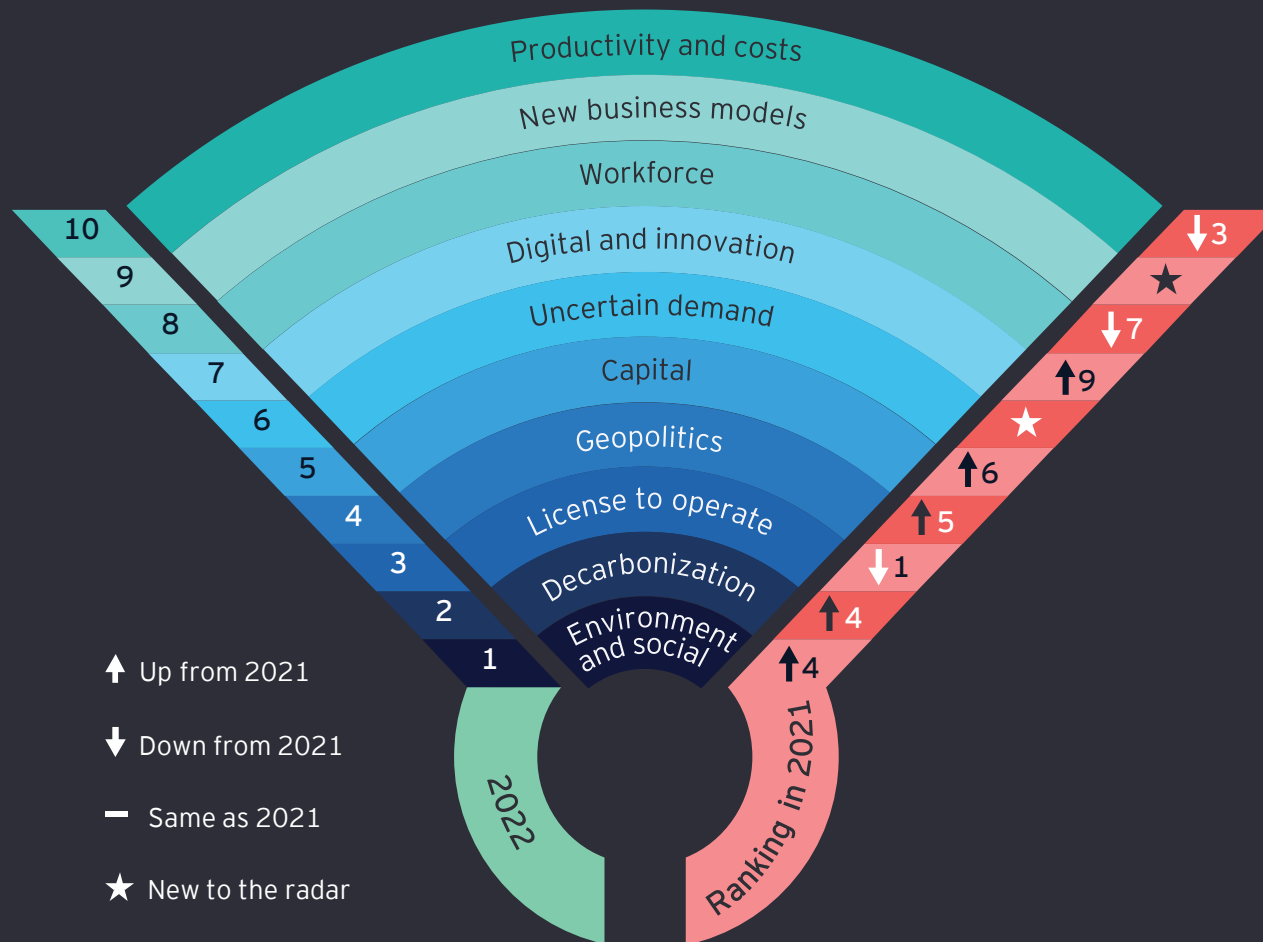 Productivity and costs
New business models
Workforce
Digital and innovation
Uncertain demand
Capital
Geopolitics
License to operate
Decarbonization
Environment
and social
10
9
8
7
6
5
4
3
2
1
3
7
9
6
5
1
4
4
Up from 2021
Down from 2021
Same as 2021
New to the radar
2022
Ranking in 2021